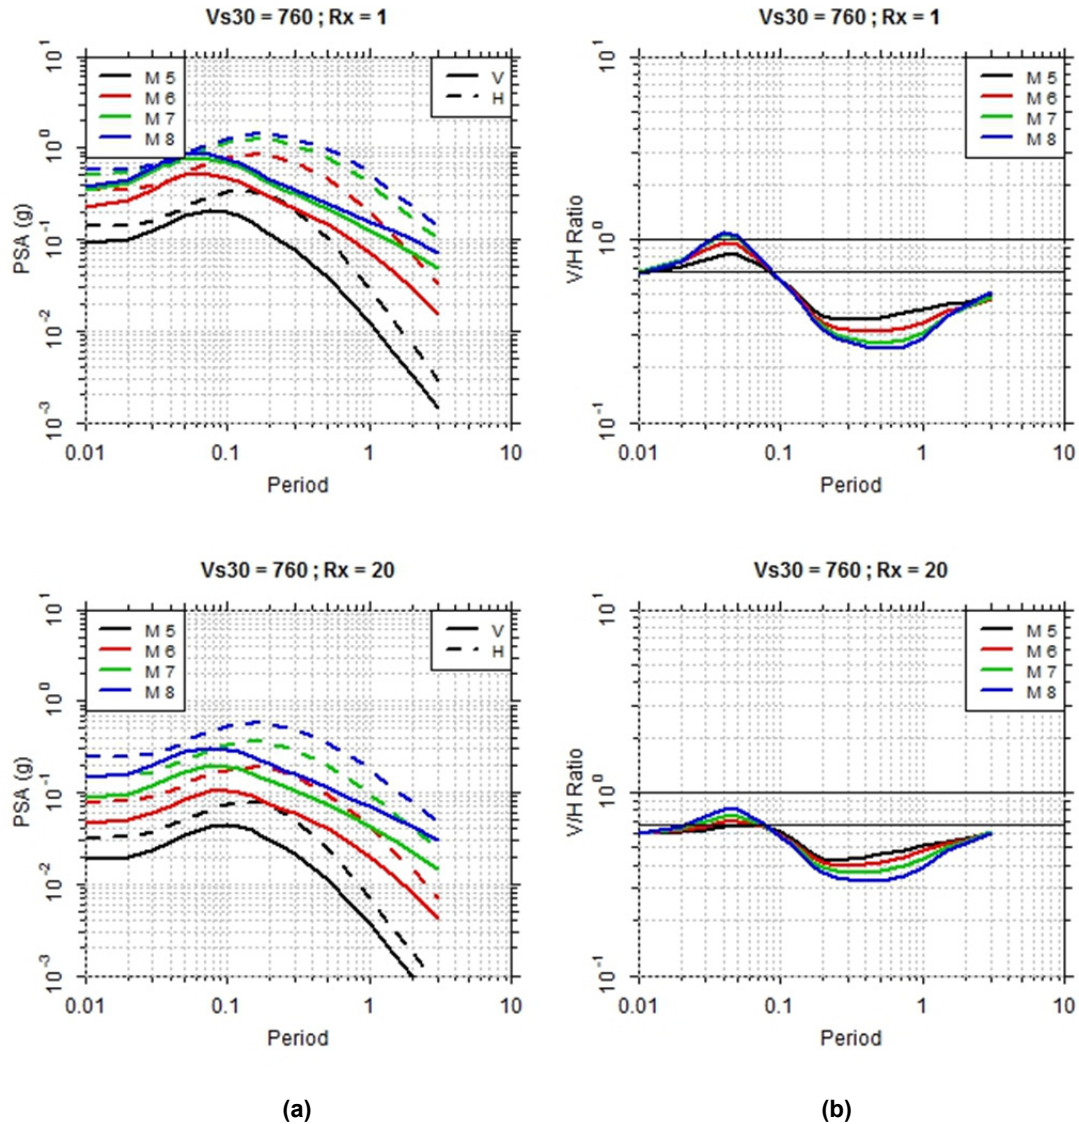 Vs30 = 760 ; Rx = 1
M 5
M 6
M 7
M 8
V
H
10^1
10^0
10^-1
10^-2
10^-3
PSA (g)
0.01
0.1
1
10
Period
Vs30 = 760 ; Rx = 1
M 5
M 6
M 7
M 8
10^1
10^0
10^-1
V/H Ratio
0.01
0.1
1
10
Period
Vs30 = 760 ; Rx = 20
M 5
M 6
M 7
M 8
V
H
10^1
10^0
10^-1
10^-2
10^-3
PSA (g)
0.01
0.1
1
10
Period
Vs30 = 760 ; Rx = 20
M 5
M 6
M 7
M 8
10^1
10^0
10^-1
V/H Ratio
0.01
0.1
1
10
Period
(a)
(b)